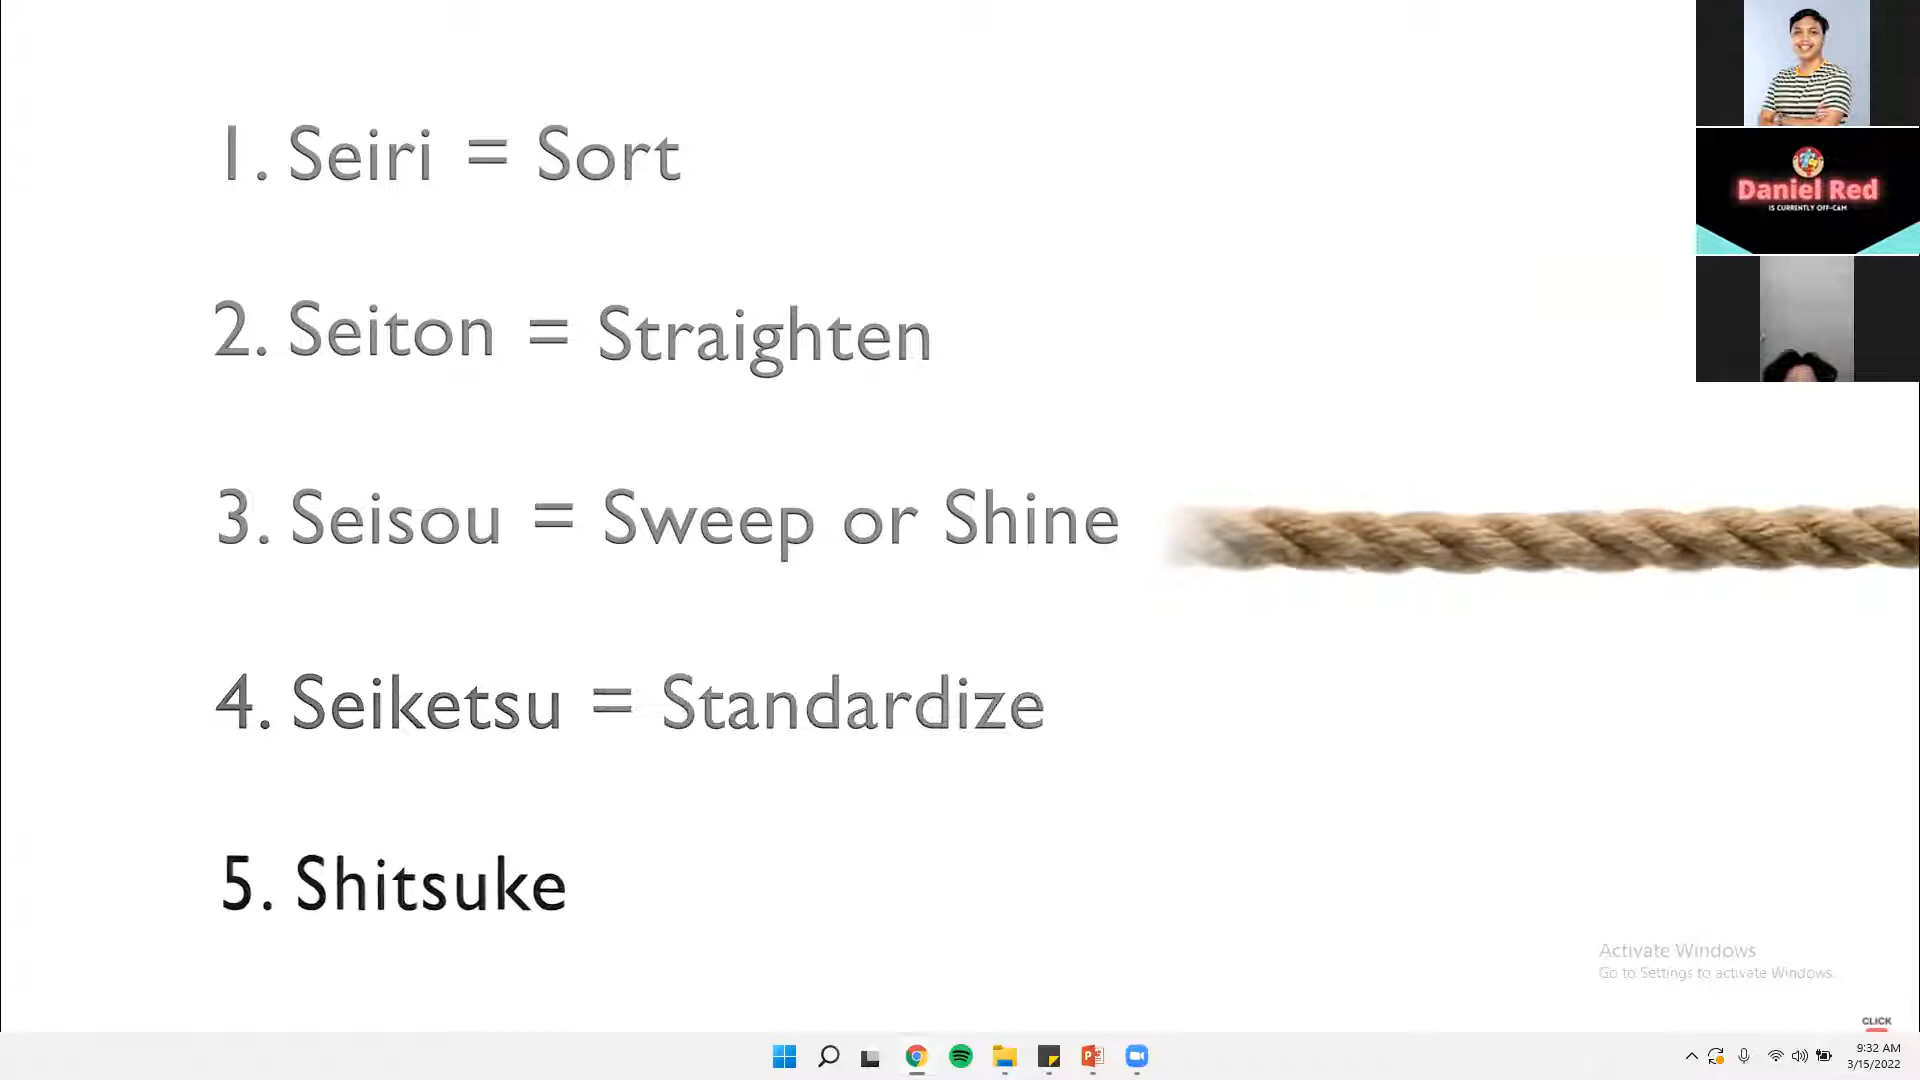 1. Seiri = Sort
2. Seiton = Straighten
3. Seisou = Sweep or Shine
4. Seiketsu = Standardize
5. Shitsuke
Daniel Red
IS CURRENTLY OFF-CAM
Activate Windows
Go to Settings to activate Windows.
CLICK
9:32 AM
3/15/2022